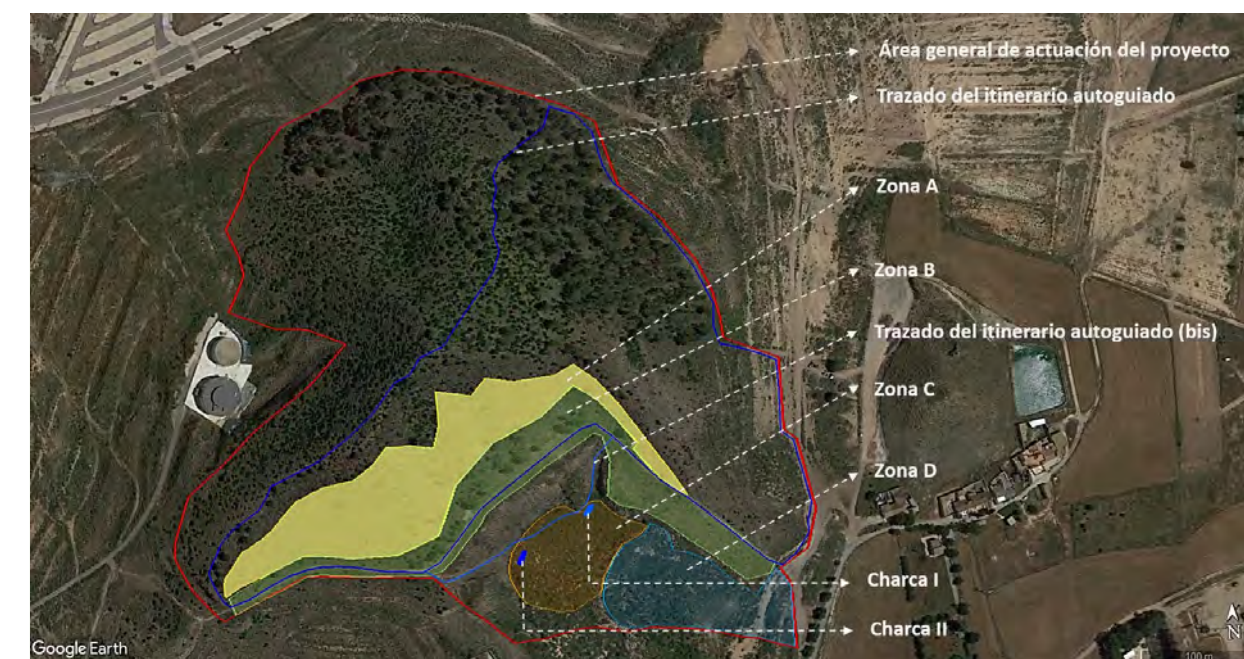 Área general de actuación del proyecto
Trazado del itinerario autoguiado
Zona A
Zona B
Trazado del itinerario autoguiado (bis)
Zona C
Zona D
Charca I
Charca II
N
Google Earth
100 m